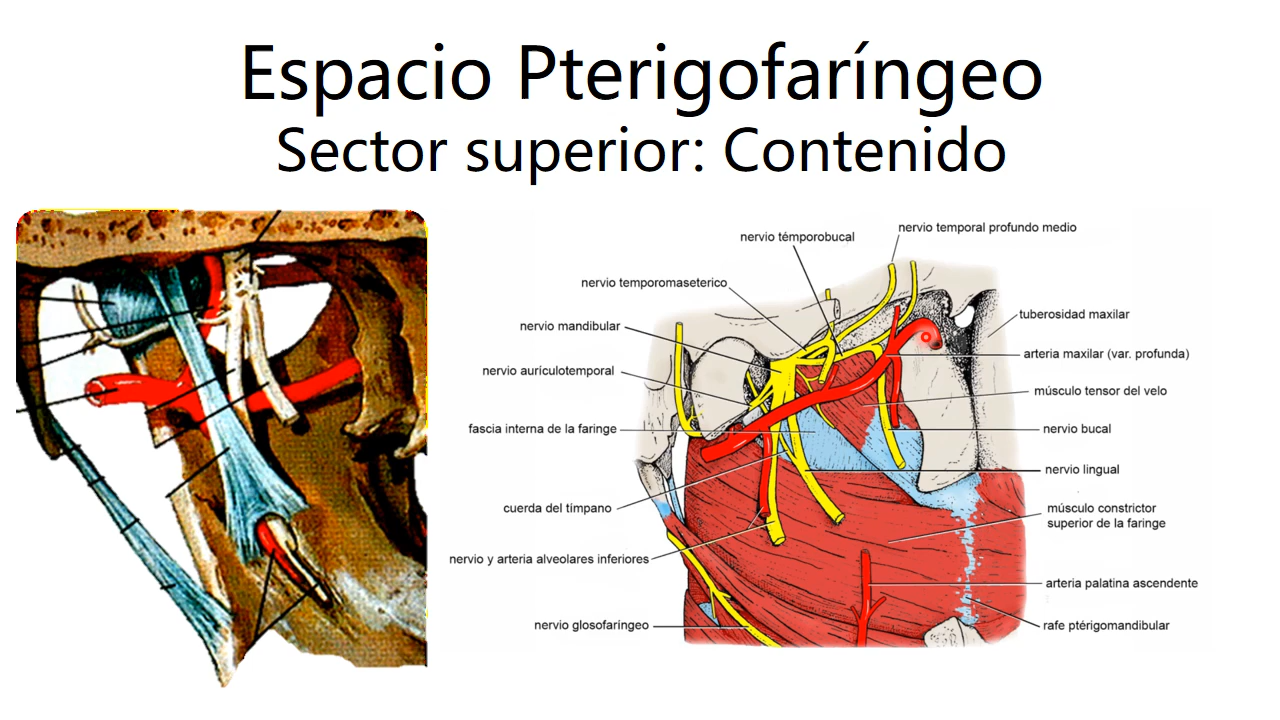 Espacio Pterigofaríngeo
Sector superior: Contenido
nervio témporobucal
nervio temporal profundo medio
nervio temporomaseterico
nervio mandibular
nervio auriculotemporal
fascia interna de la faringe
cuerda del tímpano
nervio y arteria alveolares inferiores
nervio glosofaringeo
tuberosidad maxilar
arteria maxilar (var. profunda)
músculo tensor del velo
nervio bucal
nervio lingual
músculo constrictor
superior de la faringe
arteria palatina ascendente
rafe ptérigomandibular